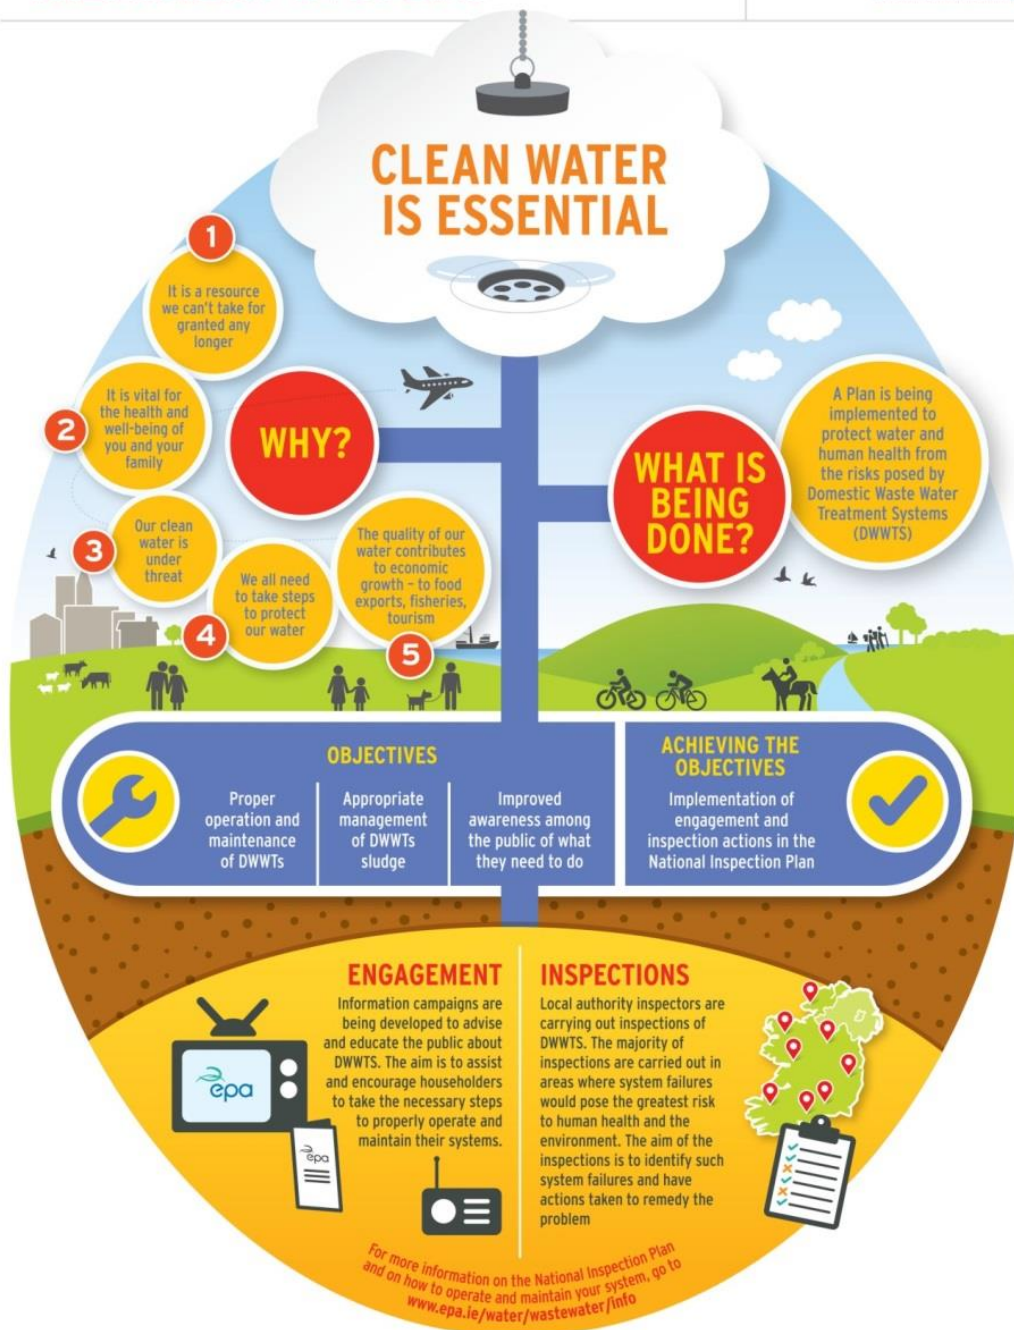 CLEAN WATER
IS ESSENTIAL
1
It is a resource
we can't take for
granted any
longer
2
It is vital for
the health and
well-being of
you and your
family
WHY?
3
Our clean
water is
under
threat
4
We all need
to take steps
to protect
our water
The quality of our
water contributes
to economic
growth – to food
exports, fisheries,
tourism
5
WHAT IS
BEING
DONE?
A Plan is being
implemented to
protect water and
human health from
the risks posed by
Domestic Waste Water
Treatment Systems
(DWWTS)
OBJECTIVES
Proper
operation and
maintenance
of DWWTs
Appropriate
management
of DWWTs
sludge
Improved
awareness among
the public of what
they need to do
ACHIEVING THE
OBJECTIVES
Implementation of
engagement and
inspection actions in the
National Inspection Plan
ENGAGEMENT
Information campaigns are
being developed to advise
and educate the public about
DWWTS. The aim is to assist
and encourage householders
to take the necessary steps
to properly operate and
maintain their systems.
epa
epa
INSPECTIONS
Local authority inspectors are
carrying out inspections of
DWWTS. The majority of
inspections are carried out in
areas where system failures
would pose the greatest risk
to human health and the
environment. The aim of the
inspections is to identify such
system failures and have
actions taken to remedy the
problem
For more information on the National Inspection Plan
and on how to operate and maintain your system, go to
www.epa.ie/water/wastewater/info